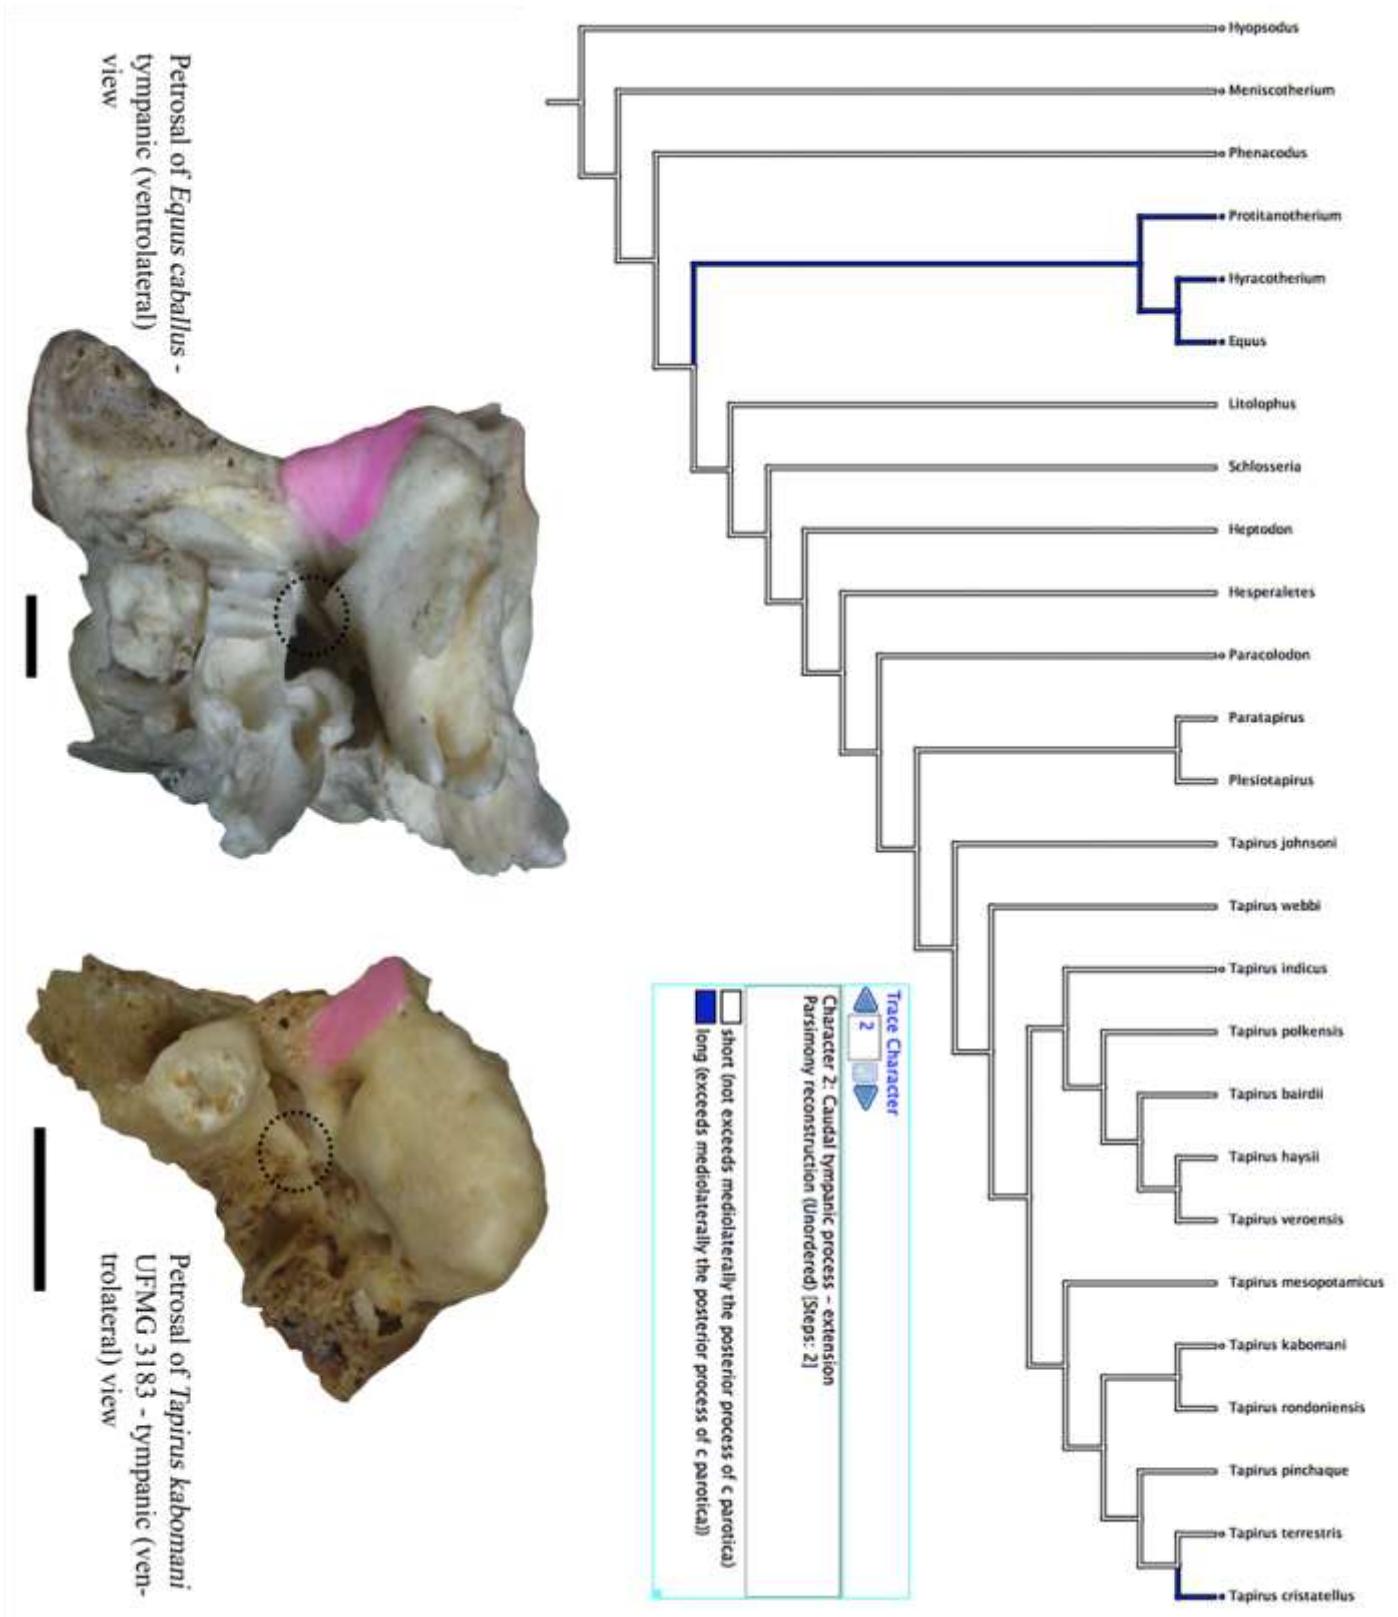 Hyopsodus
Meniscotherium
Phenacodus
Protitanotherium
Hyracotherium
Equus
Litolophus
Schlosseria
Heptodon
Hesperaletes
Paracolodon
Paratapirus
Plesiotapirus
Tapirus johnsoni
Tapirus webbi
Tapirus indicus
Tapirus polkensis
Tapirus bairdii
Tapirus haysii
Tapirus veroensis
Tapirus mesopotamicus
Tapirus kabomani
Tapirus rondoniensis
Tapirus pinchaque
Tapirus terrestris
Tapirus cristatellus
Trace Character
2
Character 2: Caudal tympanic process – extension
Parsimony reconstruction (Unordered) [Steps: 2]
short (not exceeds mediolaterally the posterior process of c parotica)
long (exceeds mediolaterally the posterior process of c parotica))
Petrosal of Equus caballus -
tympanic (ventrolateral)
view
Petrosal of Tapirus kabomani
UFMG 3183 - tympanic (ven-
trolateral) view